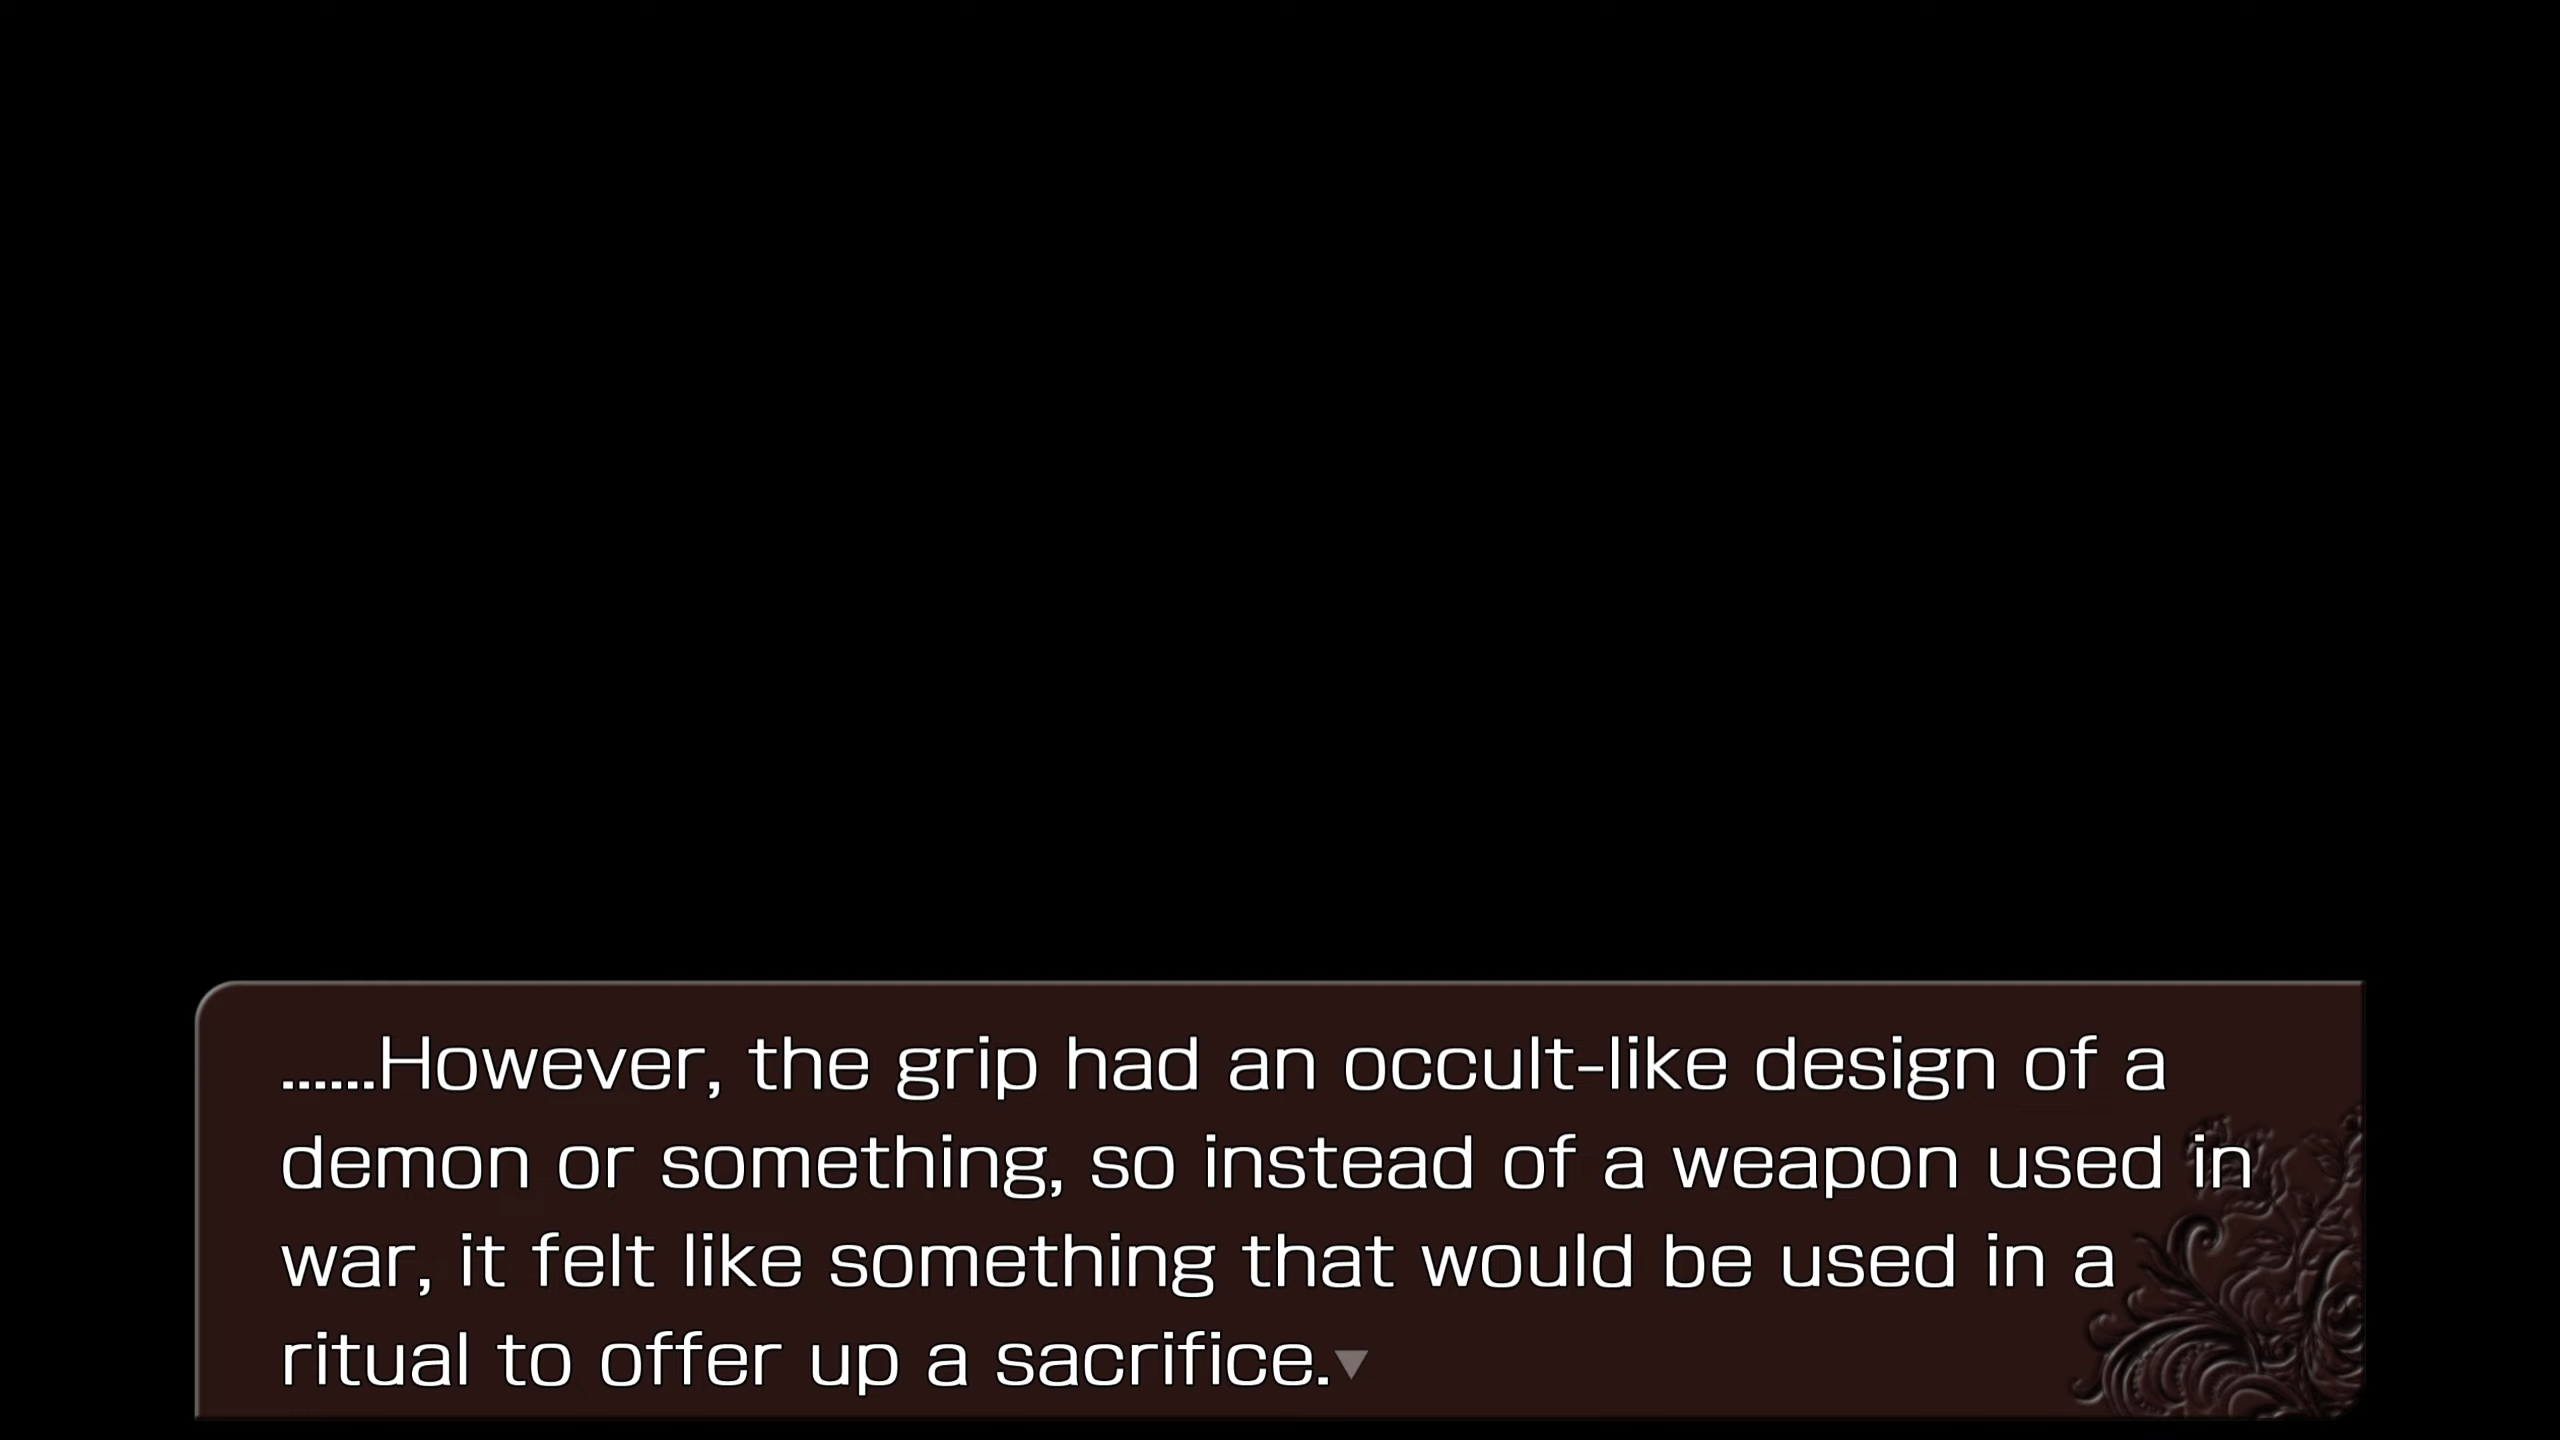 ......However, the grip had an occult-like design of a
demon or something, so instead of a weapon used in
war, it felt like something that would be used in a
ritual to offer up a sacrifice.